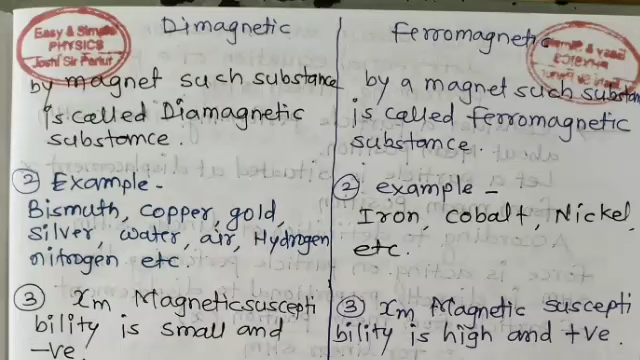 Dimagnetic
Easy & Simple
PHYSICS
Joshi Sir
by magnet such substance
is called Diamagnetic
substance.
② Example -
Bismuth, copper, gold,
silver water, air, Hydrogen
nitrogen etc.
③ Xm Magnetic suscepti
bility is small and
-ve
Ferromagnetic
by a magnet such substan
is called ferromagnetic
substance.
② example -
Iron, cobalt, Nickel,
etc.
③ Xm Magnetic suscepti
bility is high and +ve.